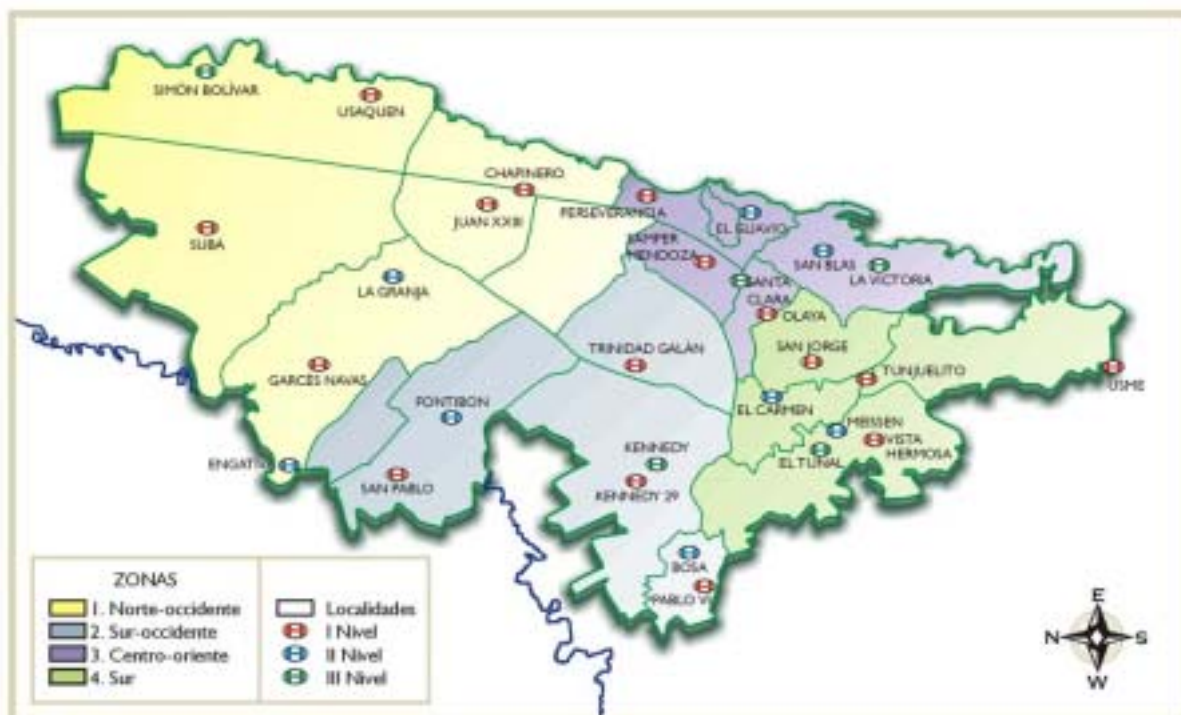 SIMÓN BOLÍVAR
USAQUEN
CHAPINERO
JUAN XXIII
PERSEVERANCIA
EL GUAVIO
SUBA
SAMPER
MENDOZA
SAN BLAS
LA VICTORIA
LA GRANJA
SANTA
CLARA
OLAYA
TRINIDAD GALÁN
SAN JORGE
GARCÉS NAVAS
TUNJUELITO
USME
FONTIBON
EL CARMEN
MEISSEN
VISTA
HERMOSA
KENNEDY
EL TUNAL
ENGATIVA
SAN PABLO
KENNEDY 29
BOSA
PABLO VI
ZONAS
1. Norte-occidente
2. Sur-occidente
3. Centro-oriente
4. Sur
Localidades
I Nivel
II Nivel
III Nivel
E
N
S
W